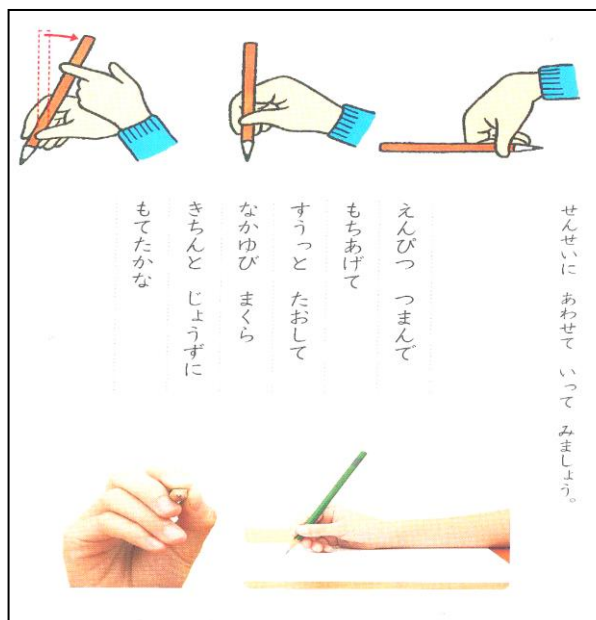 せんせいに あわせて いって みましょう。
えんぴつ つまんで
もちあげて
すうっと たおして
なかゆび まくら
きちんと じょうずに
もてたかな